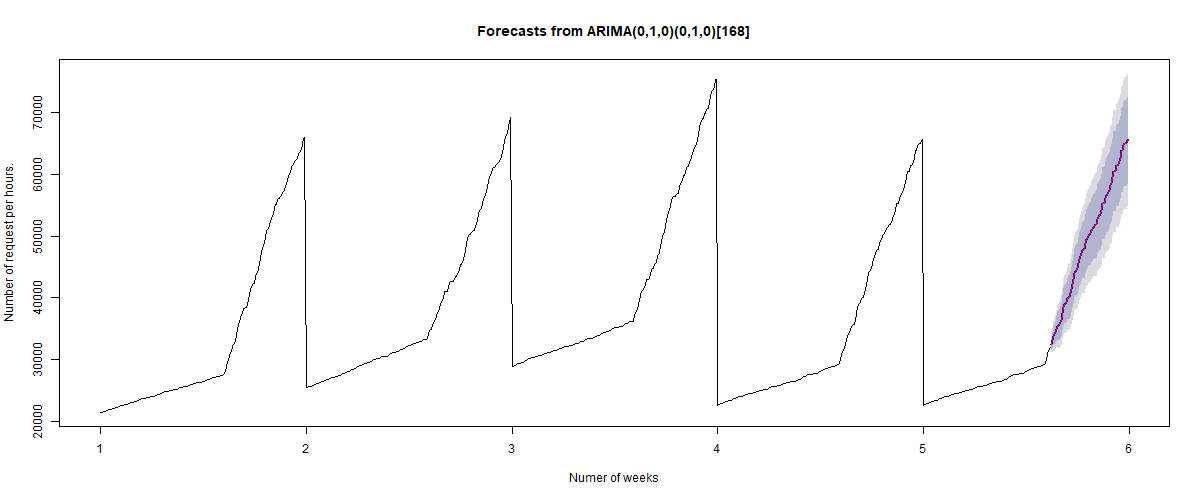 Forecasts from ARIMA(0,1,0)(0,1,0)[168]
Number of request per hours.
70000
60000
50000
40000
30000
20000
1 2 3 4 5 6
Numer of weeks